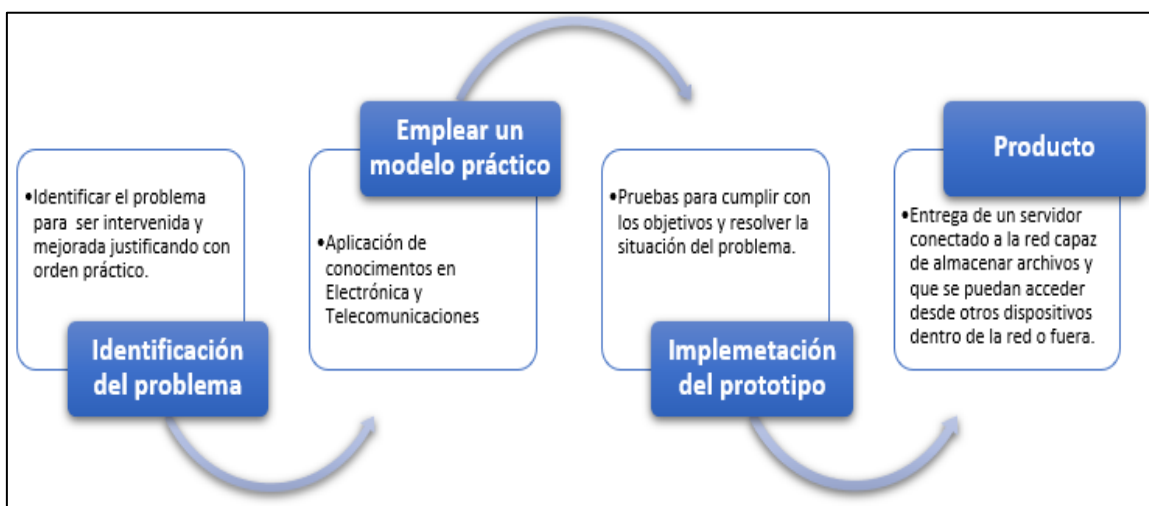 •Identificar el problema
para ser intervenida y
mejorada justificando con
orden práctico.
Identificación
del problema
Emplear un
modelo práctico
•Aplicación de
conocimientos en
Electrónica y
Telecomunicaciones
•Pruebas para cumplir con
los objetivos y resolver la
situación del problema.
Implemetación
del prototipo
Producto
•Entrega de un servidor
conectado a la red capaz
de almacenar archivos y
que se puedan acceder
desde otros dispositivos
dentro de la red o fuera.